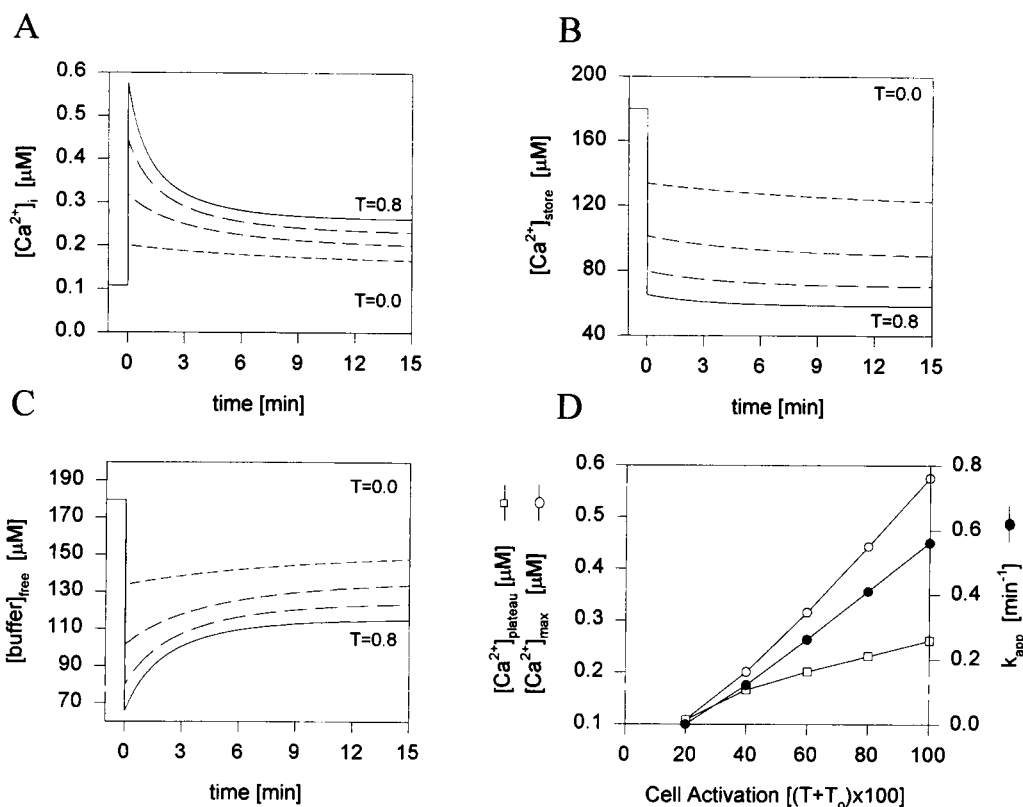 A
0.6
0.5
0.4
0.3
0.2
0.1
0.0
[Ca²⁺]ᵢ [µM]
T=0.8
T=0.0
0 3 6 9 12 15
time [min]
B
200
160
120
80
40
[Ca²⁺]store [µM]
T=0.0
T=0.8
0 3 6 9 12 15
time [min]
C
190
170
150
130
110
90
70
[buffer]free [µM]
T=0.0
T=0.8
0 3 6 9 12 15
time [min]
D
[Ca²⁺]plateau [µM]
[Ca²⁺]max [µM]
0.6
0.5
0.4
0.3
0.2
0.1
0.8
0.6
0.4
0.2
0.0
kapp [min⁻¹]
0 20 40 60 80 100
Cell Activation [(T+Tₒ)x100]